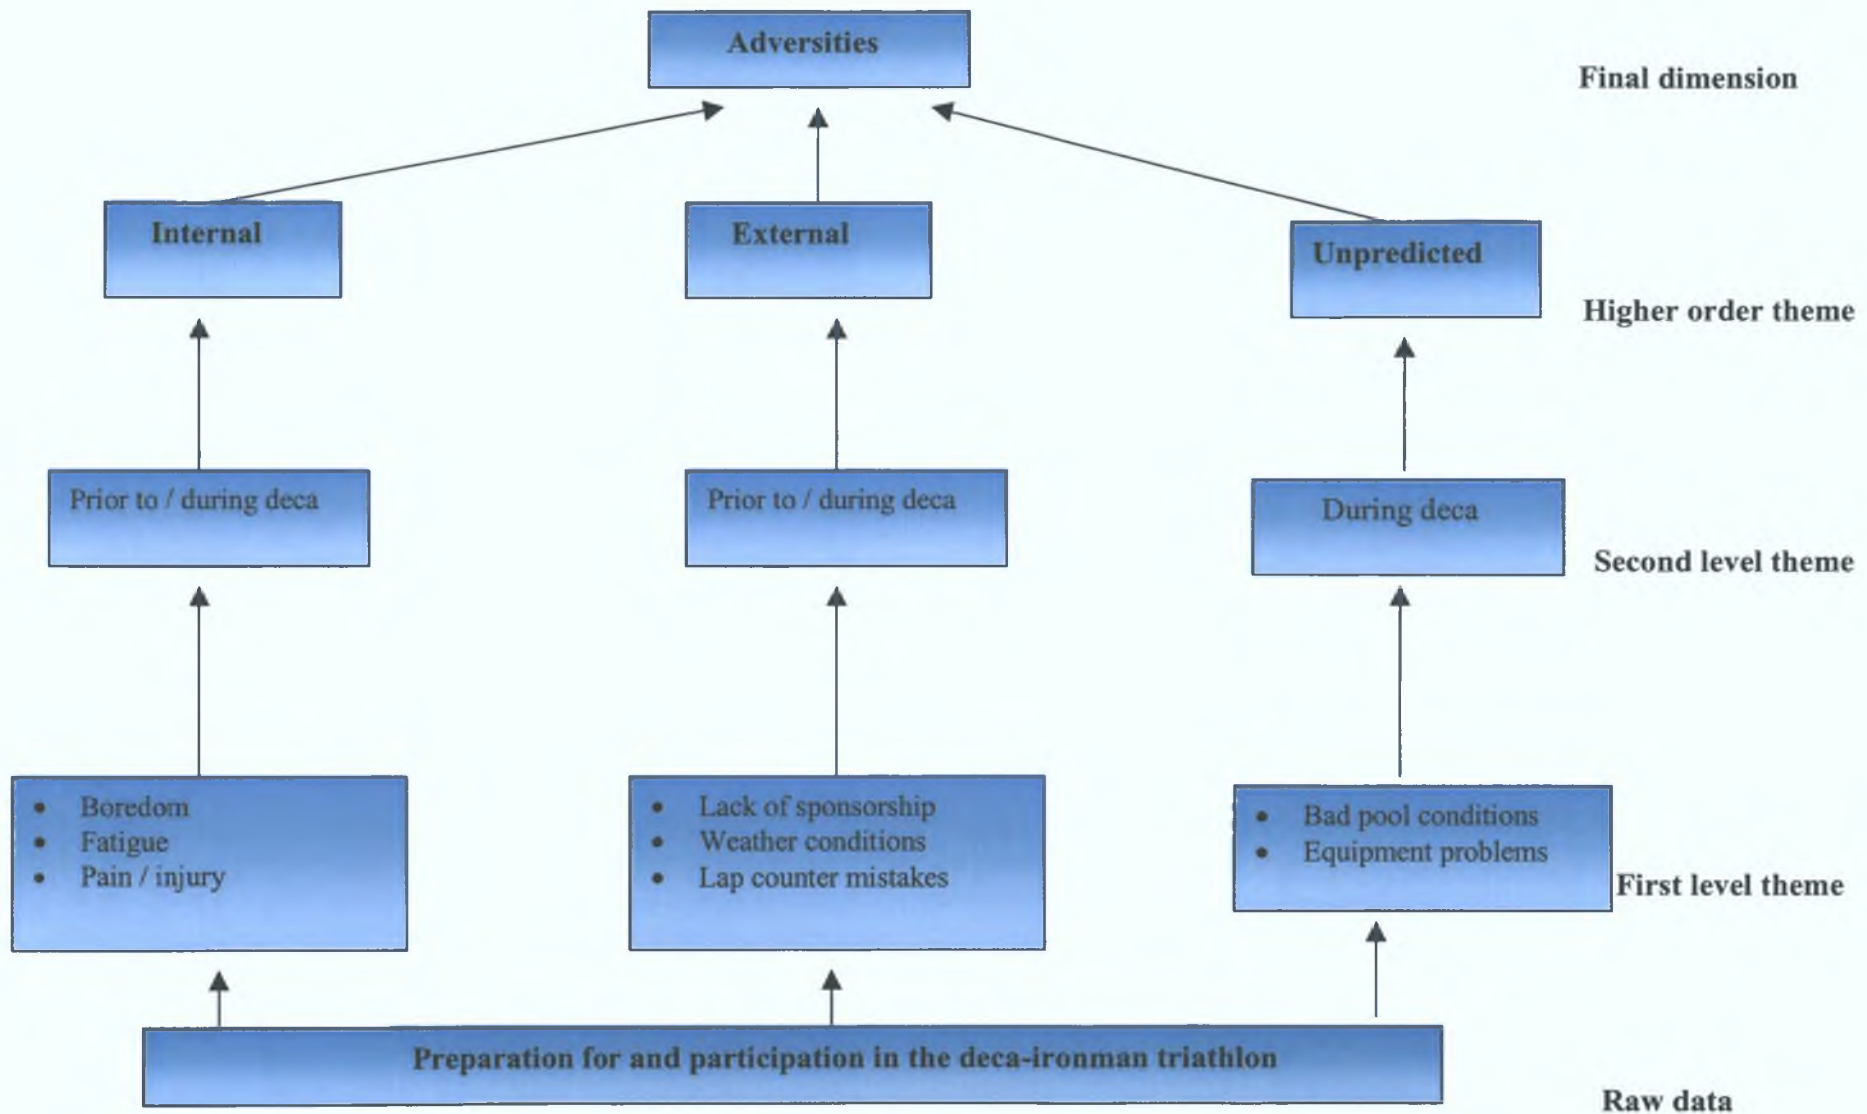 Adversities
Final dimension
Internal
External
Unpredicted
Higher order theme
Prior to / during deca
Prior to / during deca
During deca
Second level theme
• Boredom
• Fatigue
• Pain / injury
• Lack of sponsorship
• Weather conditions
• Lap counter mistakes
• Bad pool conditions
• Equipment problems
First level theme
Preparation for and participation in the deca-ironman triathlon
Raw data